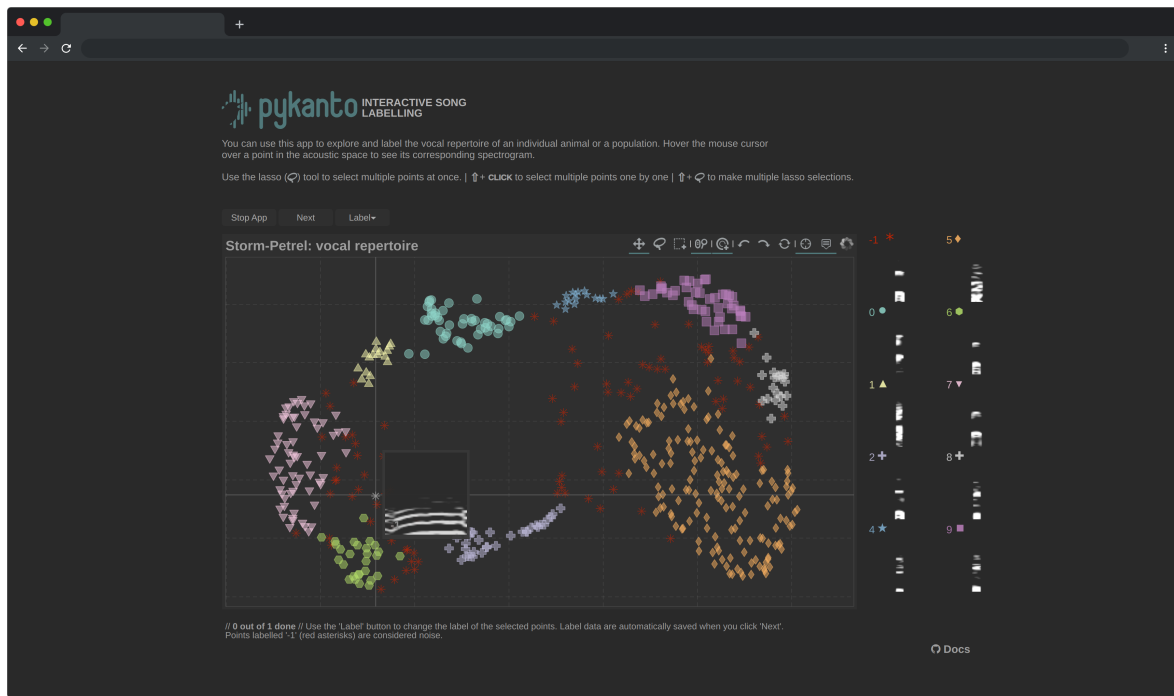 pykanto INTERACTIVE SONG
LABELLING
You can use this app to explore and label the vocal repertoire of an individual animal or a population. Hover the mouse cursor
over a point in the acoustic space to see its corresponding spectrogram.
Use the lasso ( ) tool to select multiple points at once. | ⇧+ CLICK to select multiple points one by one | ⇧+ to make multiple lasso selections.
Stop App Next Label
Storm-Petrel: vocal repertoire
-1 5
0 6
1 7
2 8
4 9
// 0 out of 1 done // Use the 'Label' button to change the label of the selected points. Label data are automatically saved when you click 'Next'.
Points labelled '-1' (red asterisks) are considered noise.
Docs